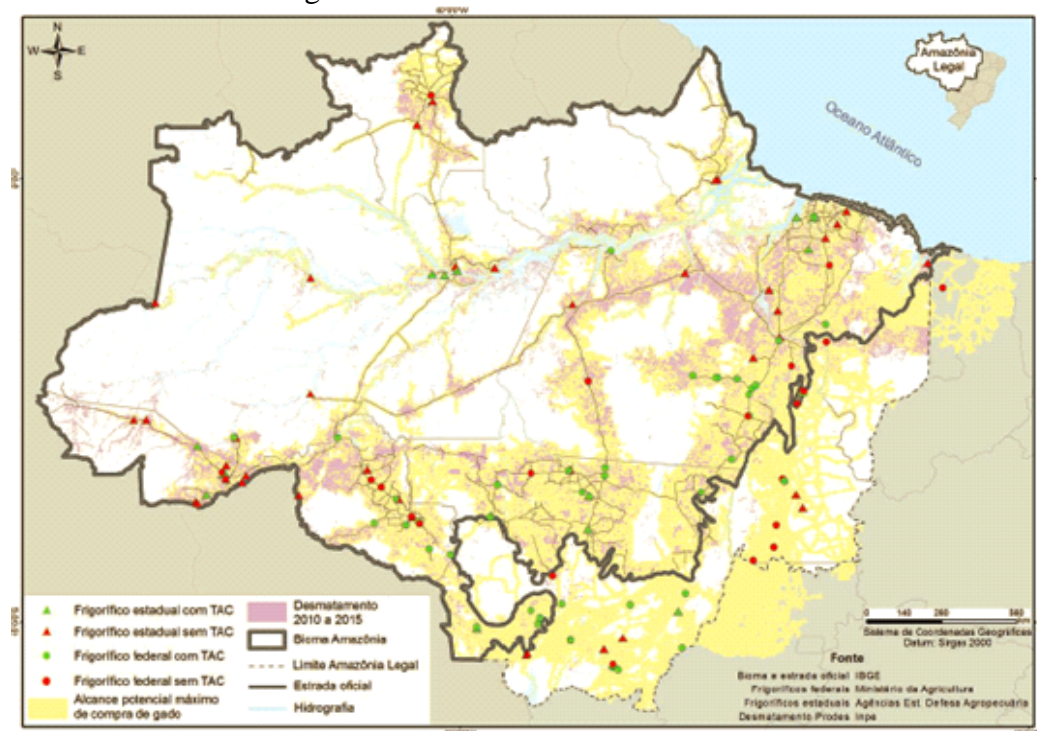 N
W E
S
Amazônia
Legal
Oceano Atlântico
Frigorífico estadual com TAC
Frigorífico estadual sem TAC
Frigorífico federal com TAC
Frigorífico federal sem TAC
Alcance potencial máximo
de compra de gado
Desmatamento
2010 a 2015
Bioma Amazônia
Limite Amazônia Legal
Estrada oficial
Hidrografia
0 140 280 560
Sistema de Coordenadas Geográficas
Datum: Sirgas 2000
Fonte
Bioma e estrada oficial IBGE
Frigoríficos federais Ministério da Agricultura
Frigoríficos estaduais Agências Est. Defesa Agropecuária
Desmatamento Prodes Inpe